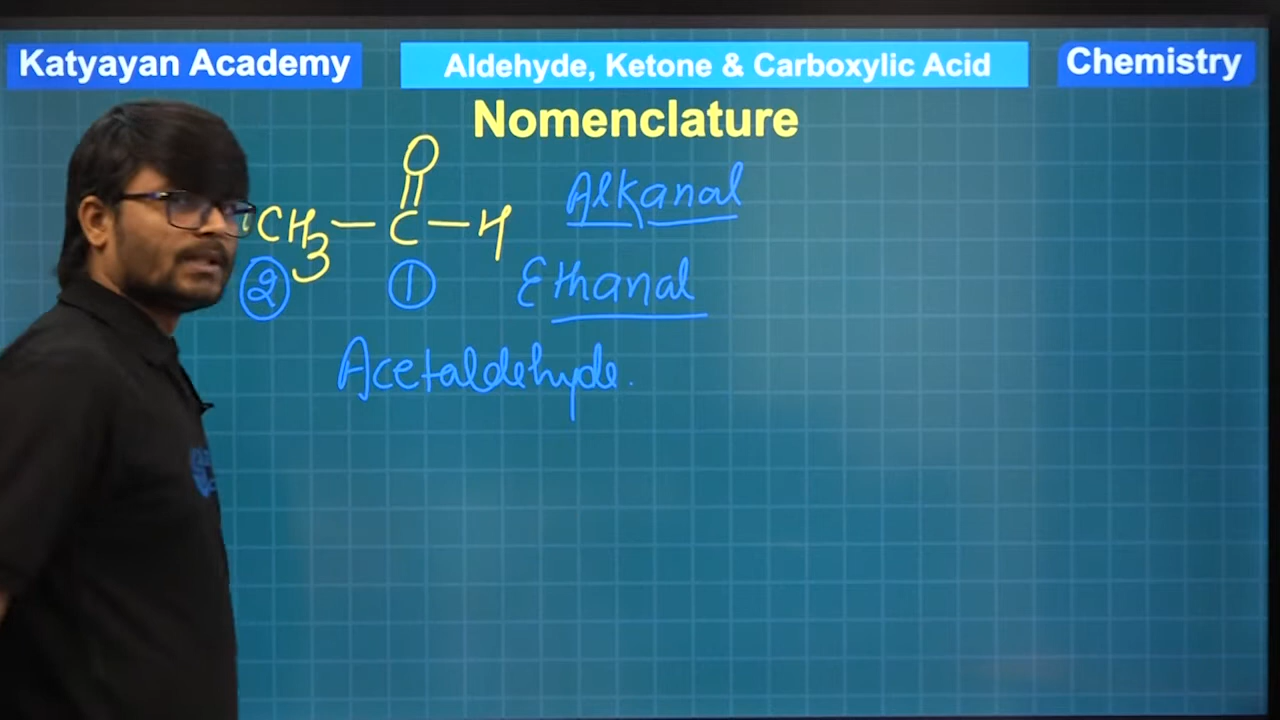 Katyayan Academy
Aldehyde, Ketone & Carboxylic Acid
Chemistry
Nomenclature
O
CH3 – C – H
Alkanal
2 1
Ethanal
Acetaldehyde.